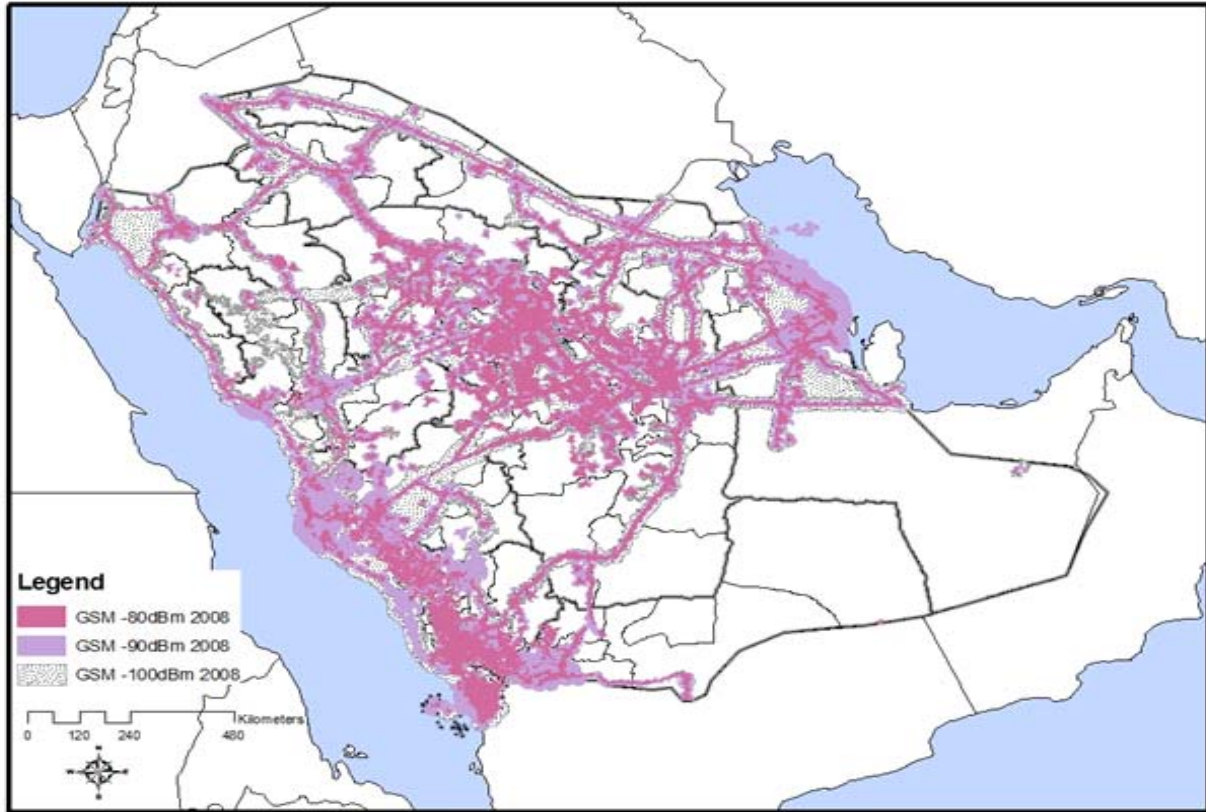 Legend
GSM -80dBm 2008
GSM -90dBm 2008
GSM -100dBm 2008
Kilometers
0 120 240 480
N
W E
S